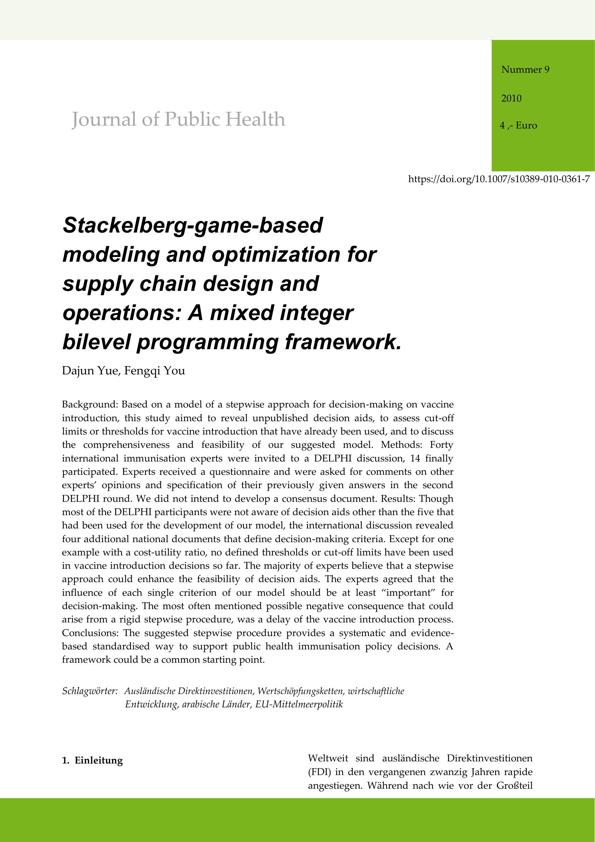 Nummer 9
2010
4 ,- Euro
Journal of Public Health
https://doi.org/10.1007/s10389-010-0361-7
Stackelberg-game-based
modeling and optimization for
supply chain design and
operations: A mixed integer
bilevel programming framework.
Dajun Yue, Fengqi You
Background: Based on a model of a stepwise approach for decision-making on vaccine
introduction, this study aimed to reveal unpublished decision aids, to assess cut-off
limits or thresholds for vaccine introduction that have already been used, and to discuss
the comprehensiveness and feasibility of our suggested model. Methods: Forty
international immunisation experts were invited to a DELPHI discussion, 14 finally
participated. Experts received a questionnaire and were asked for comments on other
experts’ opinions and specification of their previously given answers in the second
DELPHI round. We did not intend to develop a consensus document. Results: Though
most of the DELPHI participants were not aware of decision aids other than the five that
had been used for the development of our model, the international discussion revealed
four additional national documents that define decision-making criteria. Except for one
example with a cost-utility ratio, no defined thresholds or cut-off limits have been used
in vaccine introduction decisions so far. The majority of experts believe that a stepwise
approach could enhance the feasibility of decision aids. The experts agreed that the
influence of each single criterion of our model should be at least “important” for
decision-making. The most often mentioned possible negative consequence that could
arise from a rigid stepwise procedure, was a delay of the vaccine introduction process.
Conclusions: The suggested stepwise procedure provides a systematic and evidence-
based standardised way to support public health immunisation policy decisions. A
framework could be a common starting point.
Schlagwörter: Ausländische Direktinvestitionen, Wertschöpfungsketten, wirtschaftliche
Entwicklung, arabische Länder, EU-Mittelmeerpolitik
1. Einleitung
Weltweit sind ausländische Direktinvestitionen
(FDI) in den vergangenen zwanzig Jahren rapide
angestiegen. Während nach wie vor der Großteil